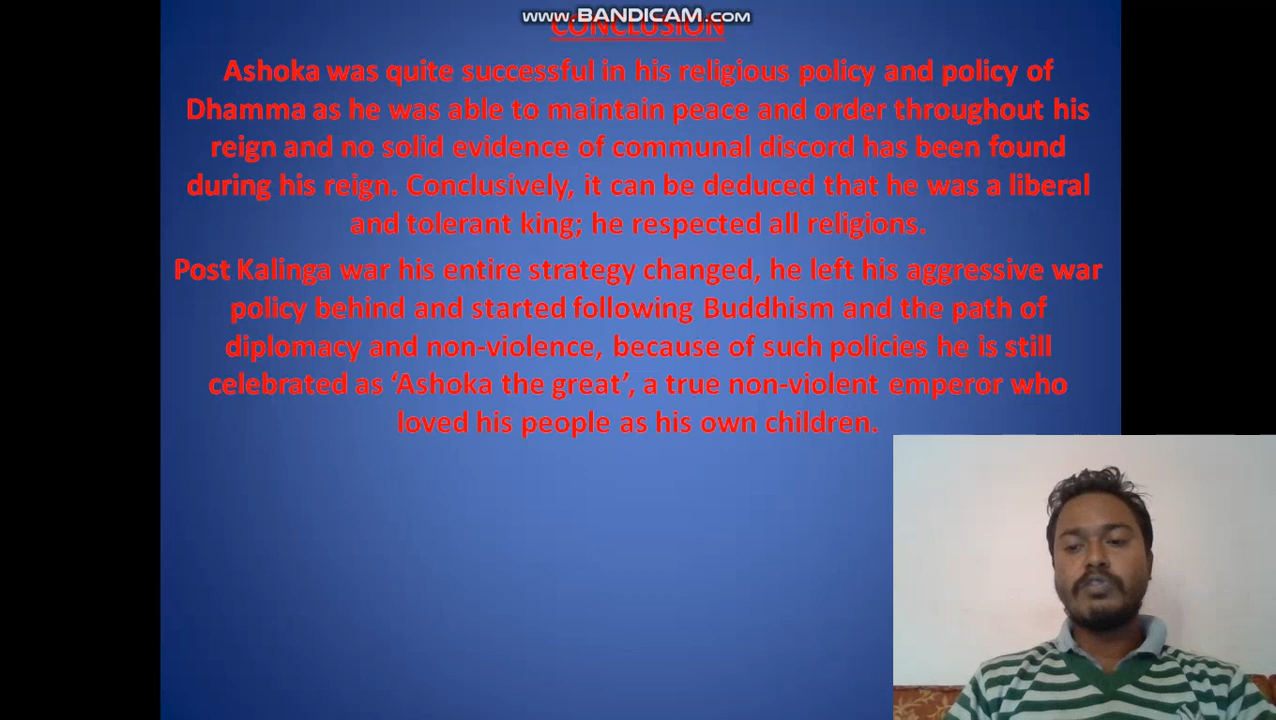 www.BANDICAM.com
CONCLUSION
Ashoka was quite successful in his religious policy and policy of
Dhamma as he was able to maintain peace and order throughout his
reign and no solid evidence of communal discord has been found
during his reign. Conclusively, it can be deduced that he was a liberal
and tolerant king; he respected all religions.
Post Kalinga war his entire strategy changed, he left his aggressive war
policy behind and started following Buddhism and the path of
diplomacy and non-violence, because of such policies he is still
celebrated as ‘Ashoka the great’, a true non-violent emperor who
loved his people as his own children.